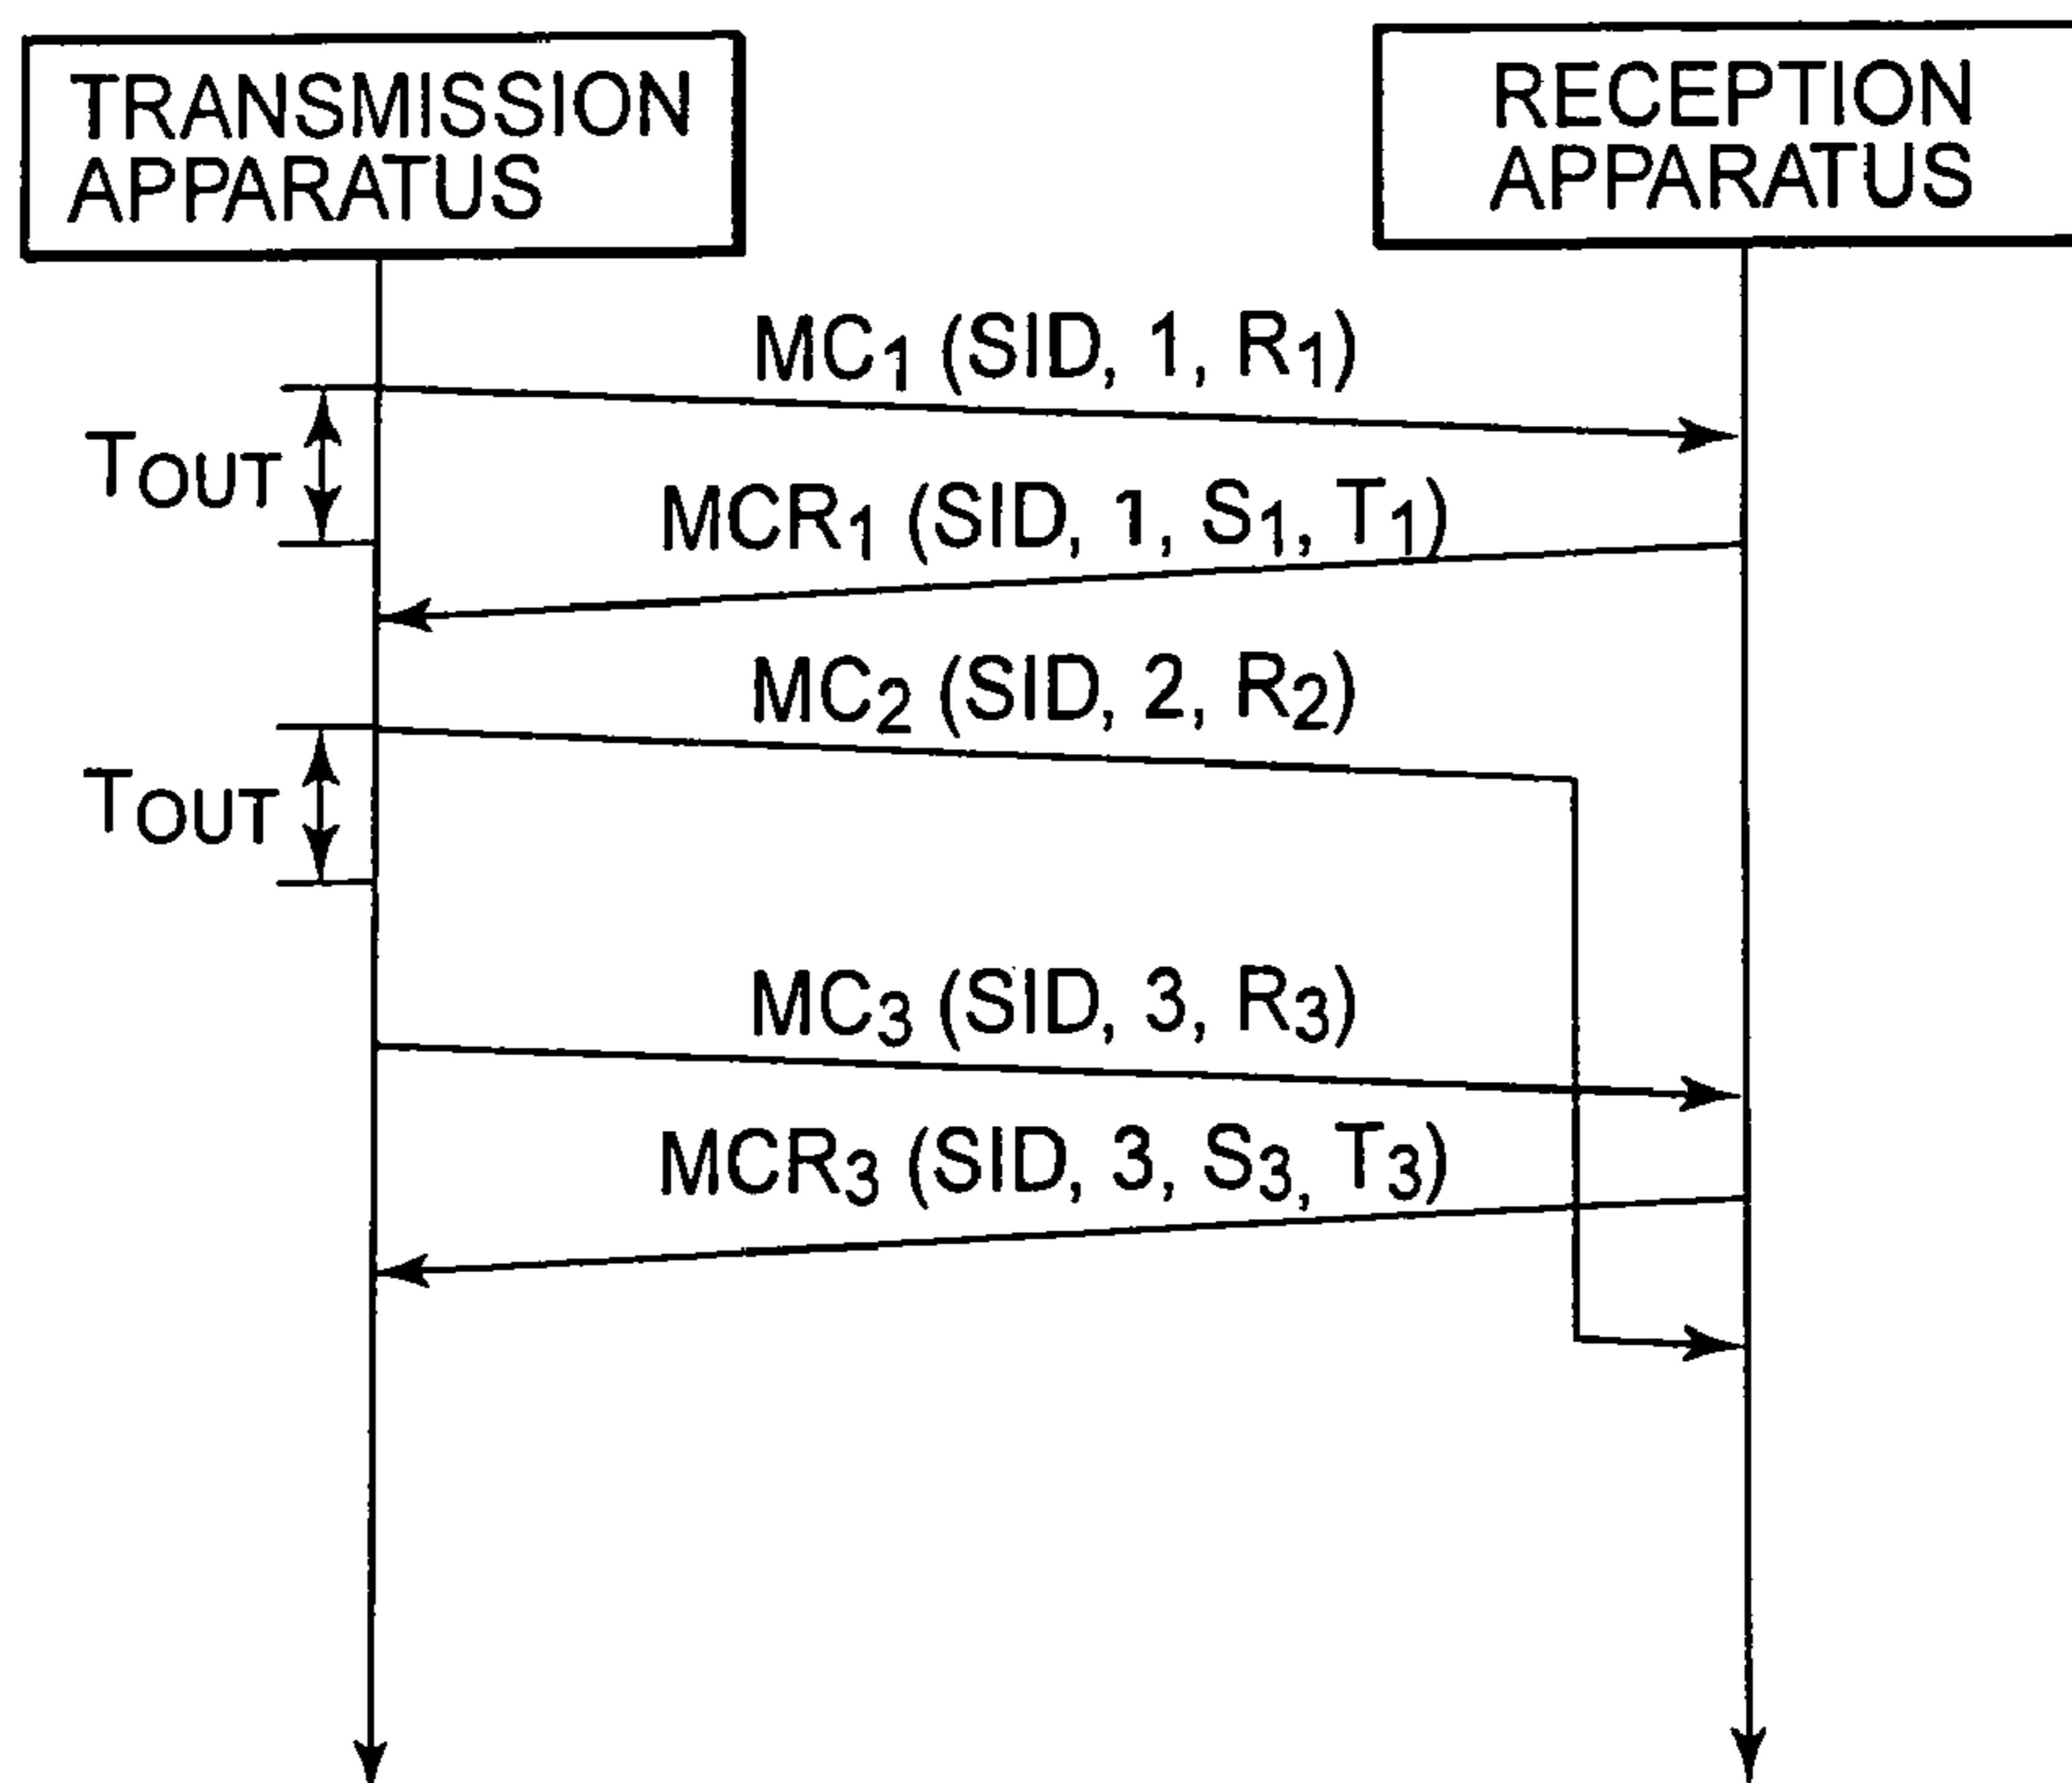 TRANSMISSION
APPARATUS
RECEPTION
APPARATUS
MC1 (SID, 1, R1)
TOUT
MCR1 (SID, 1, S1, T1)
MC2 (SID, 2, R2)
TOUT
MC3 (SID, 3, R3)
MCR3 (SID, 3, S3, T3)